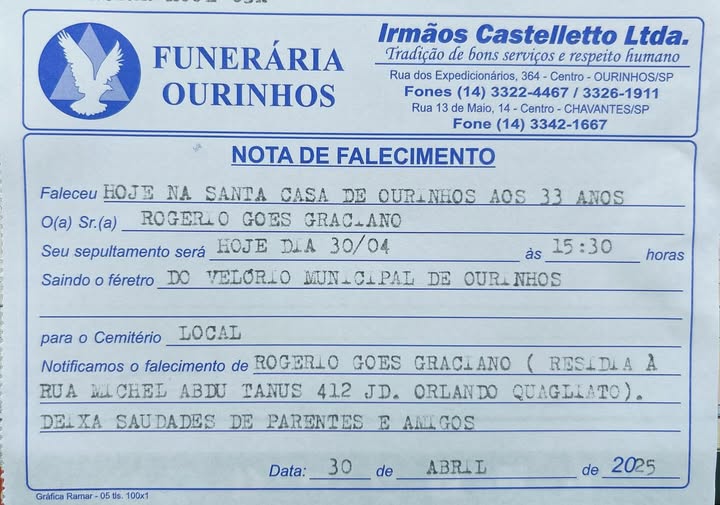 FUNERÁRIA
OURINHOS
Irmãos Castelletto Ltda.
Tradição de bons serviços e respeito humano
Rua dos Expedicionários, 364 - Centro - OURINHOS/SP
Fones (14) 3322-4467 / 3326-1911
Rua 13 de Maio, 14 - Centro - CHAVANTES/SP
Fone (14) 3342-1667
NOTA DE FALECIMENTO
Faleceu HOJE NA SANTA CASA DE OURINHOS AOS 33 ANOS
O(a) Sr.(a) ROGERIO GOES GRACIANO
Seu sepultamento será HOJE DIA 30/04 às 15:30 horas
Saindo o féretro DO VELÓRIO MUNICIPAL DE OURINHOS
para o Cemitério LOCAL
Notificamos o falecimento de ROGERIO GOES GRACIANO ( RESIDIA À
RUA MICHEL ABDU TANUS 412 JD. ORLANDO QUAGLIATO).
DEIXA SAUDADES DE PARENTES E AMIGOS
Data: 30 de ABRIL de 2025
Gráfica Ramar - 05 tls. 100x1